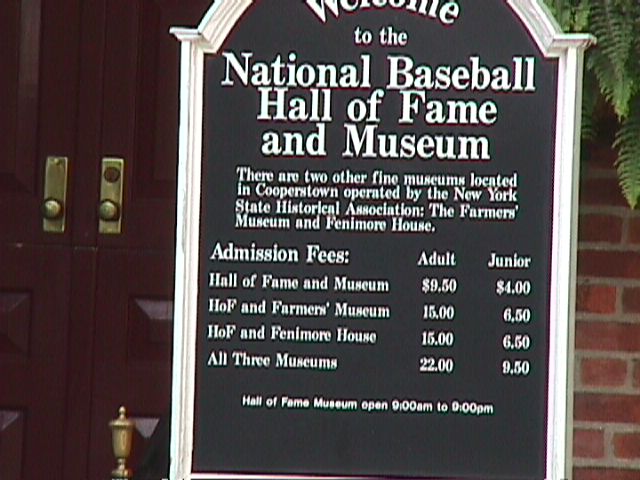 Welcome
to the
National Baseball
Hall of Fame
and Museum
There are two other fine museums located
in Cooperstown operated by the New York
State Historical Association: The Farmers'
Museum and Fenimore House.
Admission Fees: Adult Junior
Hall of Fame and Museum $9.50 $4.00
HoF and Farmers' Museum 15.00 6.50
HoF and Fenimore House 15.00 6.50
All Three Museums 22.00 9.50
Hall of Fame Museum open 9:00am to 9:00pm